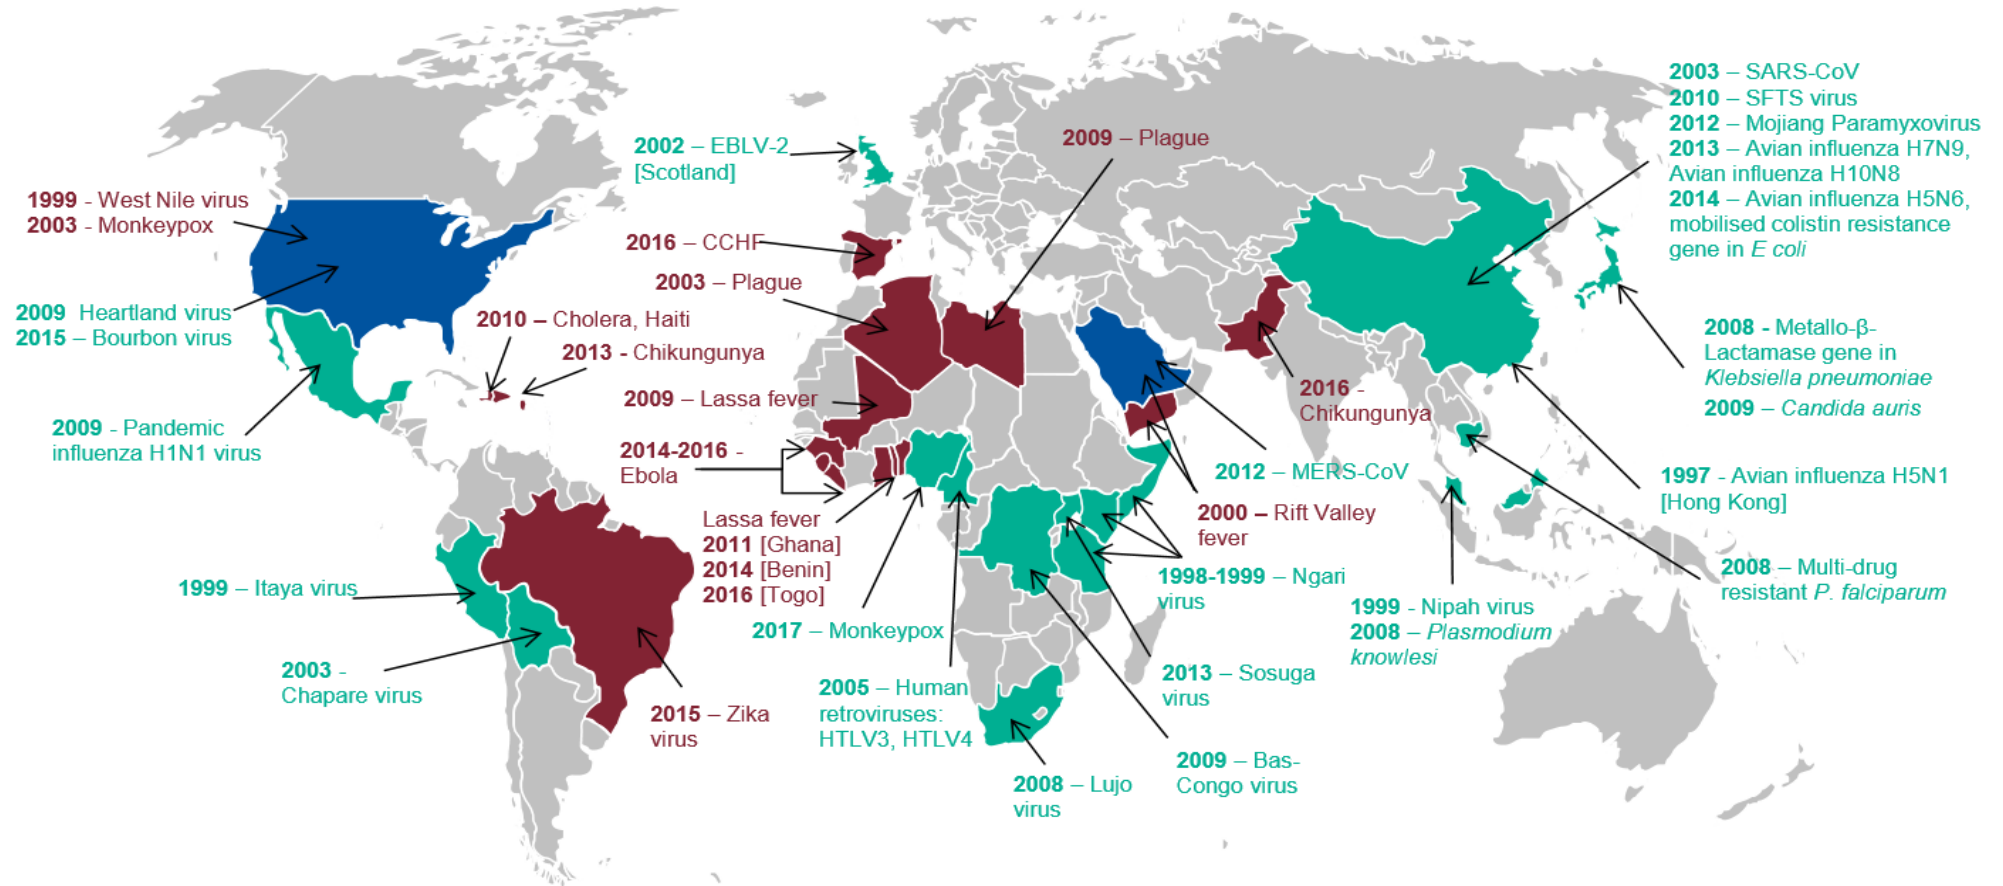 1999 - West Nile virus
2003 - Monkeypox
2009 Heartland virus
2015 – Bourbon virus
2009 - Pandemic
influenza H1N1 virus
2010 – Cholera, Haiti
2013 - Chikungunya
1999 – Itaya virus
2003 -
Chapare virus
2015 – Zika
virus
2002 – EBLV-2
[Scotland]
2016 – CCHF
2003 – Plague
2009 – Plague
2009 – Lassa fever
2014-2016 -
Ebola
Lassa fever
2011 [Ghana]
2014 [Benin]
2016 [Togo]
2017 – Monkeypox
2005 – Human
retroviruses:
HTLV3, HTLV4
2008 – Lujo
virus
2009 – Bas-
Congo virus
2013 – Sosuga
virus
1998-1999 – Ngari
virus
2000 – Rift Valley
fever
2012 – MERS-CoV
2016 -
Chikungunya
1999 - Nipah virus
2008 – Plasmodium
knowlesi
2003 – SARS-CoV
2010 – SFTS virus
2012 – Mojiang Paramyxovirus
2013 – Avian influenza H7N9,
Avian influenza H10N8
2014 – Avian influenza H5N6,
mobilised colistin resistance
gene in E coli
2008 - Metallo-β-
Lactamase gene in
Klebsiella pneumoniae
2009 – Candida auris
1997 - Avian influenza H5N1
[Hong Kong]
2008 – Multi-drug
resistant P. falciparum